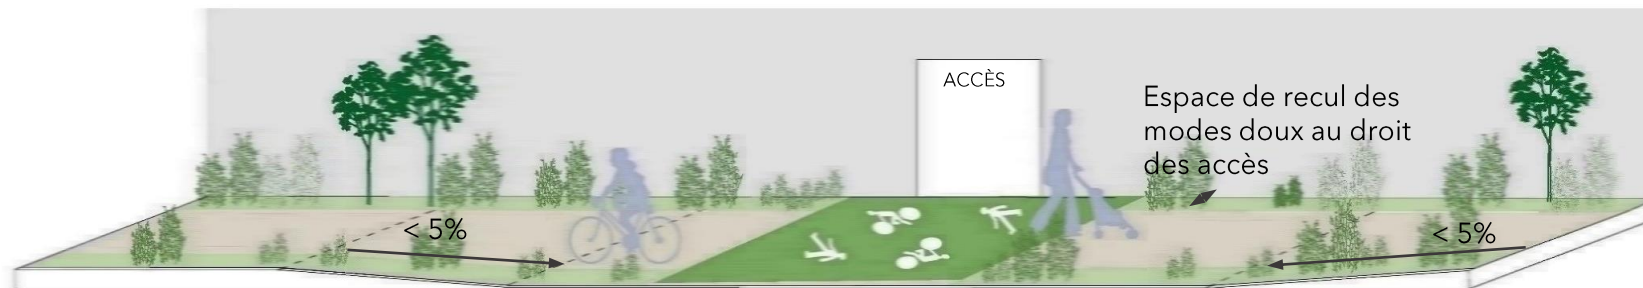 ACCÈS
Espace de recul des
modes doux au droit
des accès
< 5%
< 5%